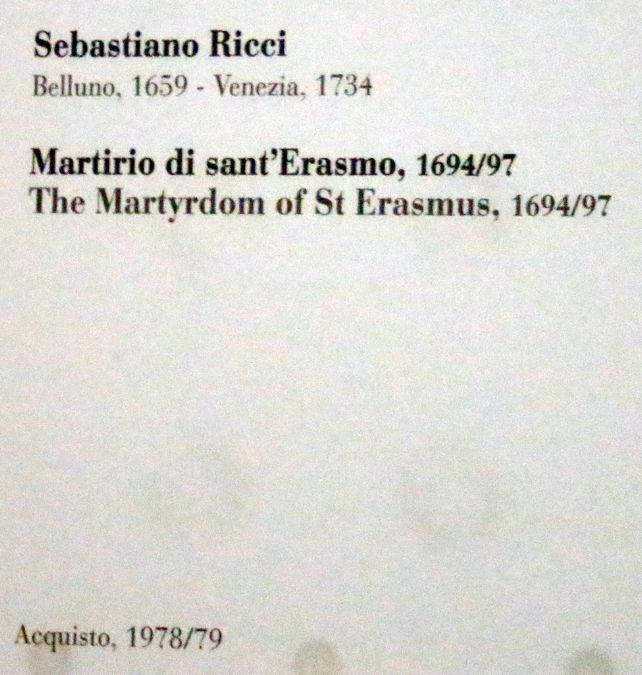 Sebastiano Ricci
Belluno, 1659 - Venezia, 1734
Martirio di sant'Erasmo, 1694/97
The Martyrdom of St Erasmus, 1694/97
Acquisto, 1978/79